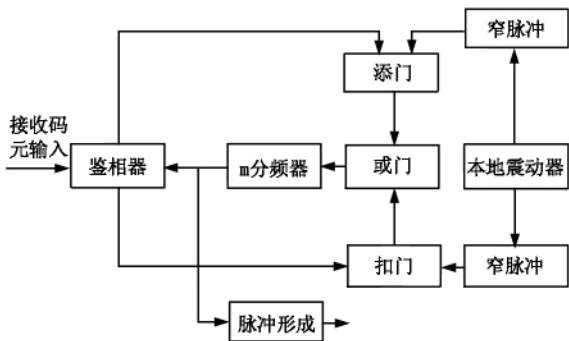 窄脉冲
添门
接收码
元输入
鉴相器
m分频器
或门
本地震动器
扣门
窄脉冲
脉冲形成